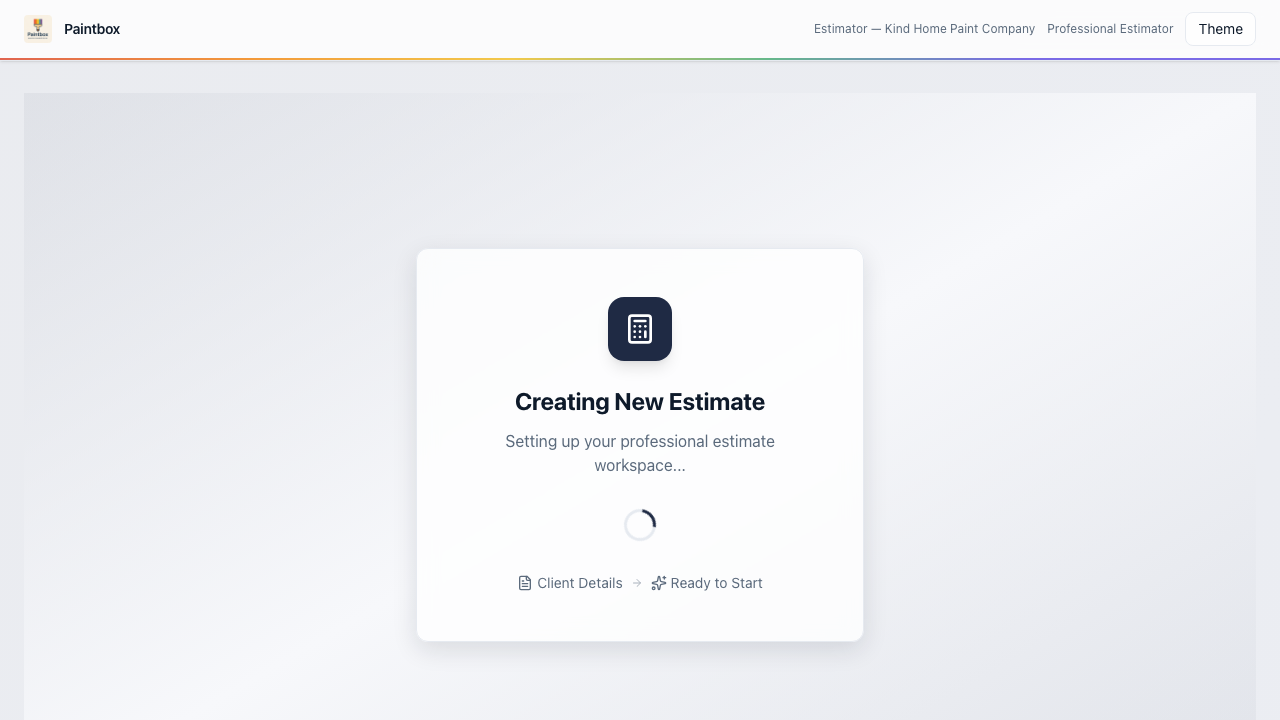 Paintbox
Paintbox
Estimator — Kind Home Paint Company
Professional Estimator
Theme
Creating New Estimate
Setting up your professional estimate
workspace...
Client Details
Ready to Start